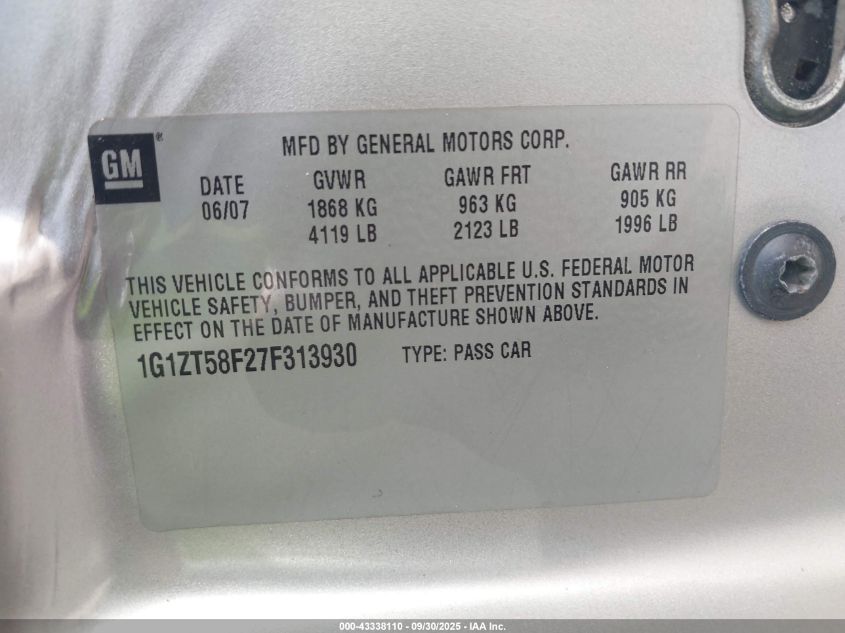 GM ®
MFD BY GENERAL MOTORS CORP.
DATE GVWR GAWR FRT GAWR RR
06/07 1868 KG 963 KG 905 KG
4119 LB 2123 LB 1996 LB
THIS VEHICLE CONFORMS TO ALL APPLICABLE U.S. FEDERAL MOTOR
VEHICLE SAFETY, BUMPER, AND THEFT PREVENTION STANDARDS IN
EFFECT ON THE DATE OF MANUFACTURE SHOWN ABOVE.
1G1ZT58F27F313930 TYPE: PASS CAR
000-43338110 - 09/30/2025 - IAA Inc.